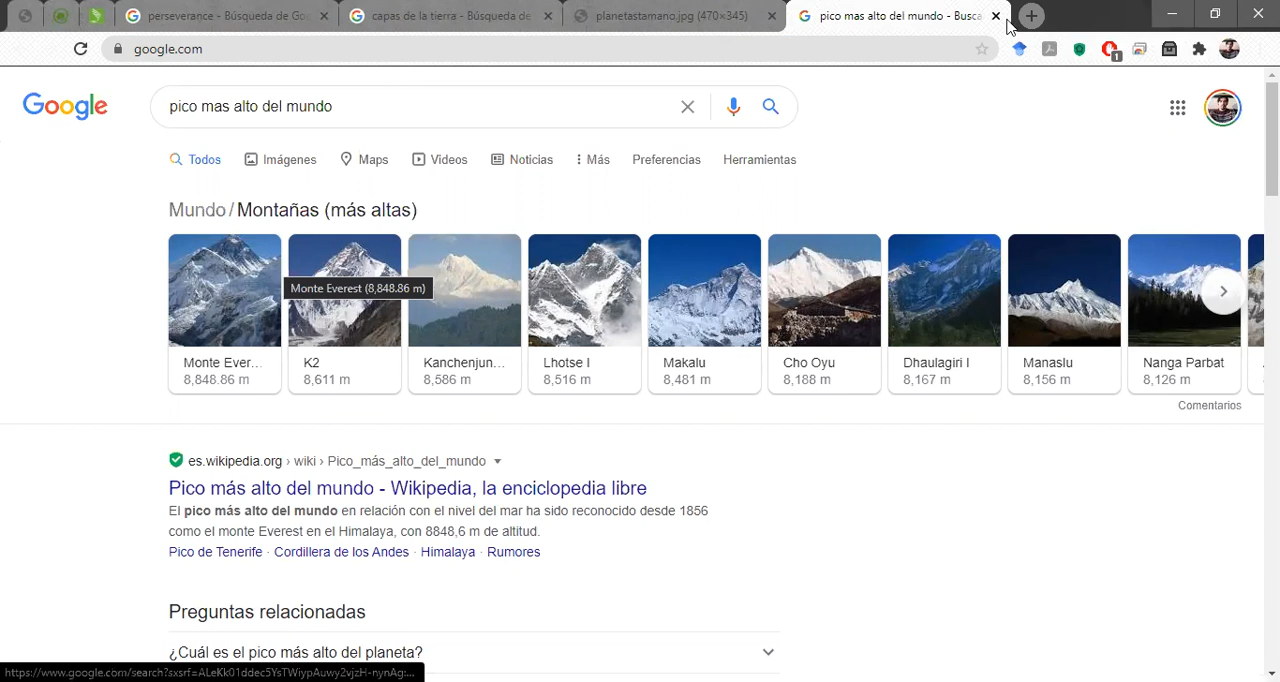 perseverance - Búsqueda de Go
capas de la tierra - Búsqueda de
planetastamano.jpg (470×345)
pico mas alto del mundo - Busca
google.com
1
Google
pico mas alto del mundo
Todos
Imágenes
Maps
Videos
Noticias
Más
Preferencias
Herramientas
Mundo/Montañas (más altas)
Monte Everest (8,848.86 m)
Monte Ever...
8,848.86 m
K2
8,611 m
Kanchenjun...
8,586 m
Lhotse I
8,516 m
Makalu
8,481 m
Cho Oyu
8,188 m
Dhaulagiri I
8,167 m
Manaslu
8,156 m
Nanga Parbat
8,126 m
Comentarios
es.wikipedia.org › wiki › Pico_más_alto_del_mundo
Pico más alto del mundo - Wikipedia, la enciclopedia libre
El pico más alto del mundo en relación con el nivel del mar ha sido reconocido desde 1856
como el monte Everest en el Himalaya, con 8848,6 m de altitud.
Pico de Tenerife · Cordillera de los Andes · Himalaya · Rumores
Preguntas relacionadas
¿Cuál es el pico más alto del planeta?